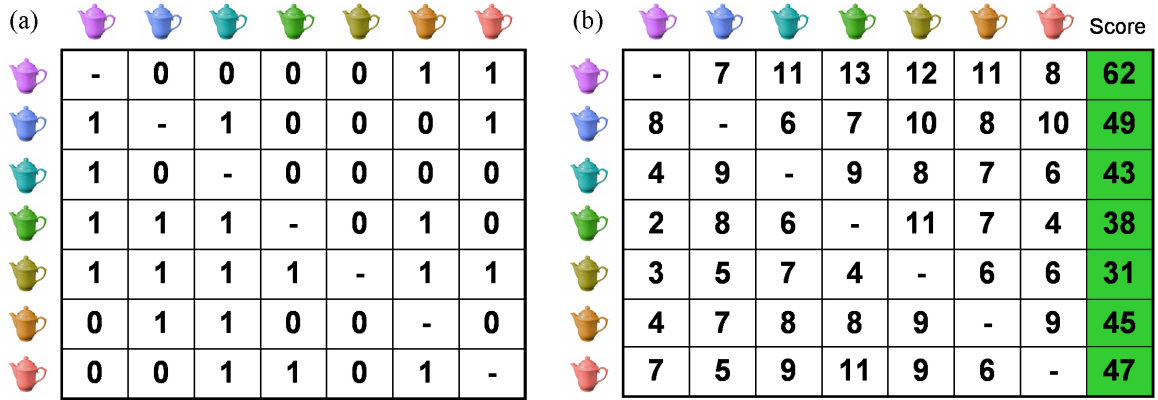 (a)
- 0 0 0 0 1 1
1 - 1 0 0 0 1
1 0 - 0 0 0 0
1 1 1 - 0 1 0
1 1 1 1 - 1 1
0 1 1 0 0 - 0
0 0 1 1 0 1 -
(b) Score
- 7 11 13 12 11 8 62
8 - 6 7 10 8 10 49
4 9 - 9 8 7 6 43
2 8 6 - 11 7 4 38
3 5 7 4 - 6 6 31
4 7 8 8 9 - 9 45
7 5 9 11 9 6 - 47